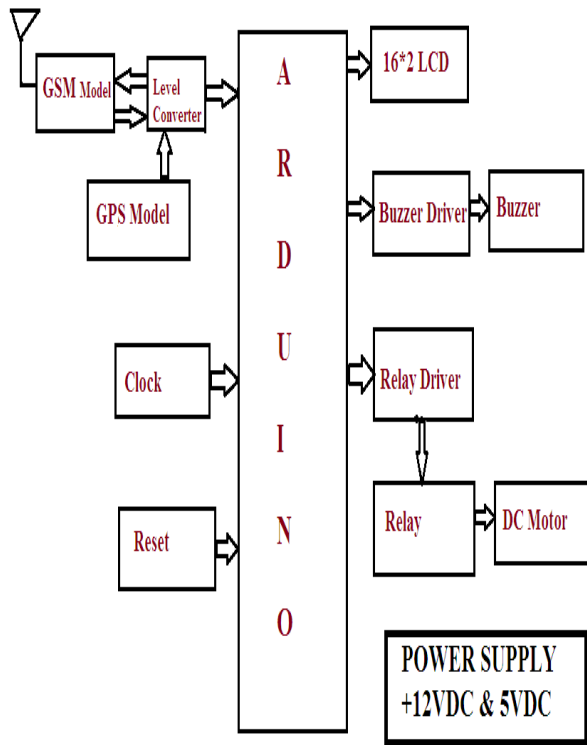 GSM Model
Level
Converter
GPS Model
Clock
Reset
A
R
D
U
I
N
O
16*2 LCD
Buzzer Driver
Buzzer
Relay Driver
Relay
DC Motor
POWER SUPPLY
+12VDC & 5VDC